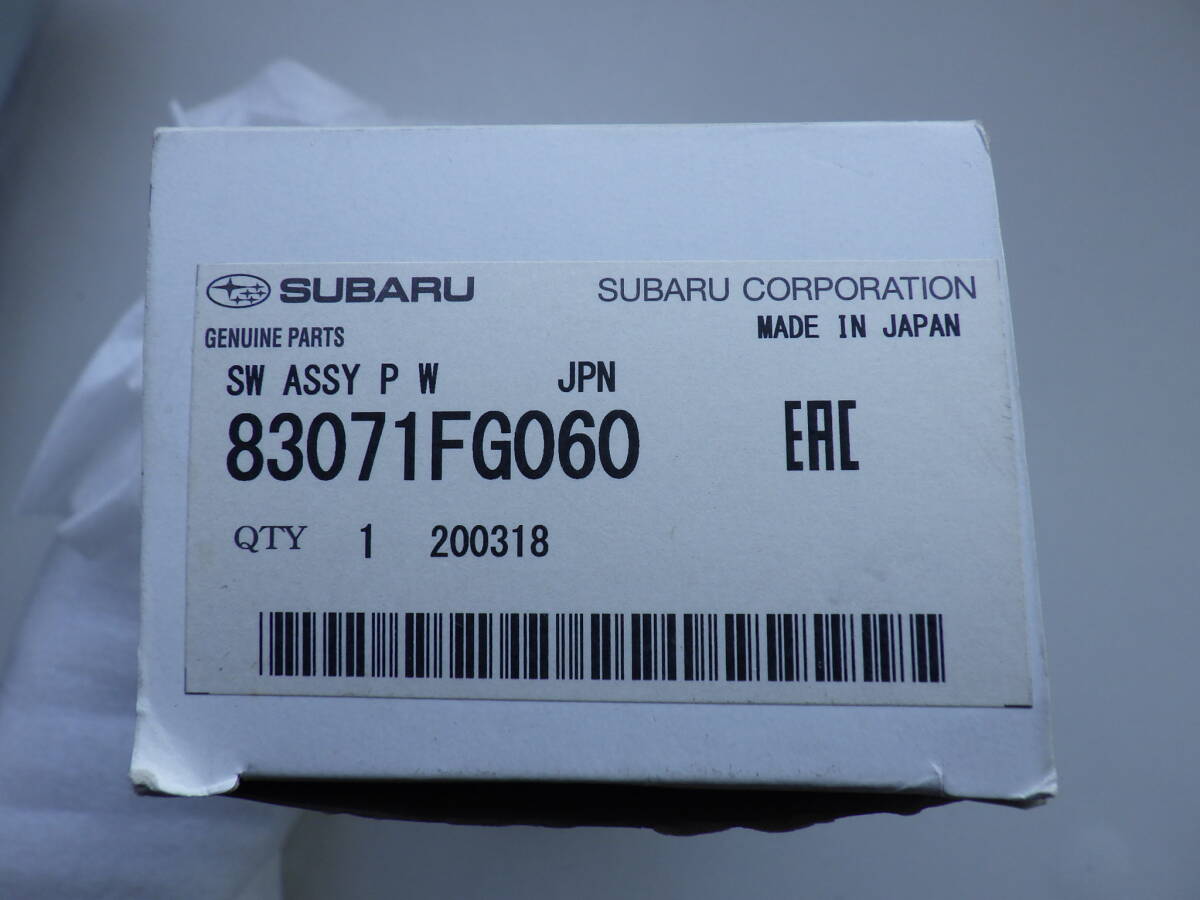 SUBARU SUBARU CORPORATION
GENUINE PARTS MADE IN JAPAN
SW ASSY P W JPN
83071FG060 EAC
QTY 1 200318